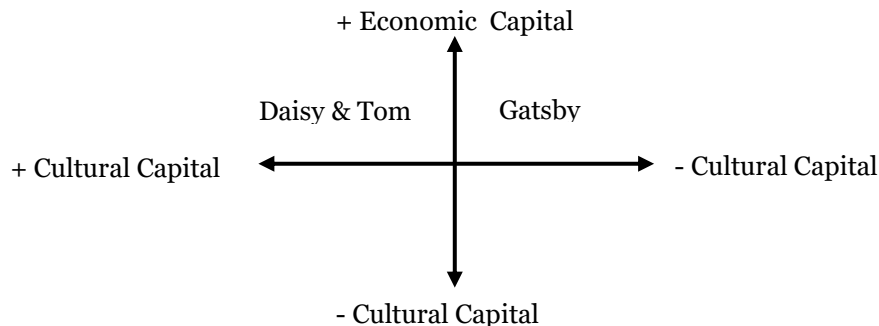 + Economic Capital
Daisy & Tom
Gatsby
+ Cultural Capital
- Cultural Capital
- Cultural Capital